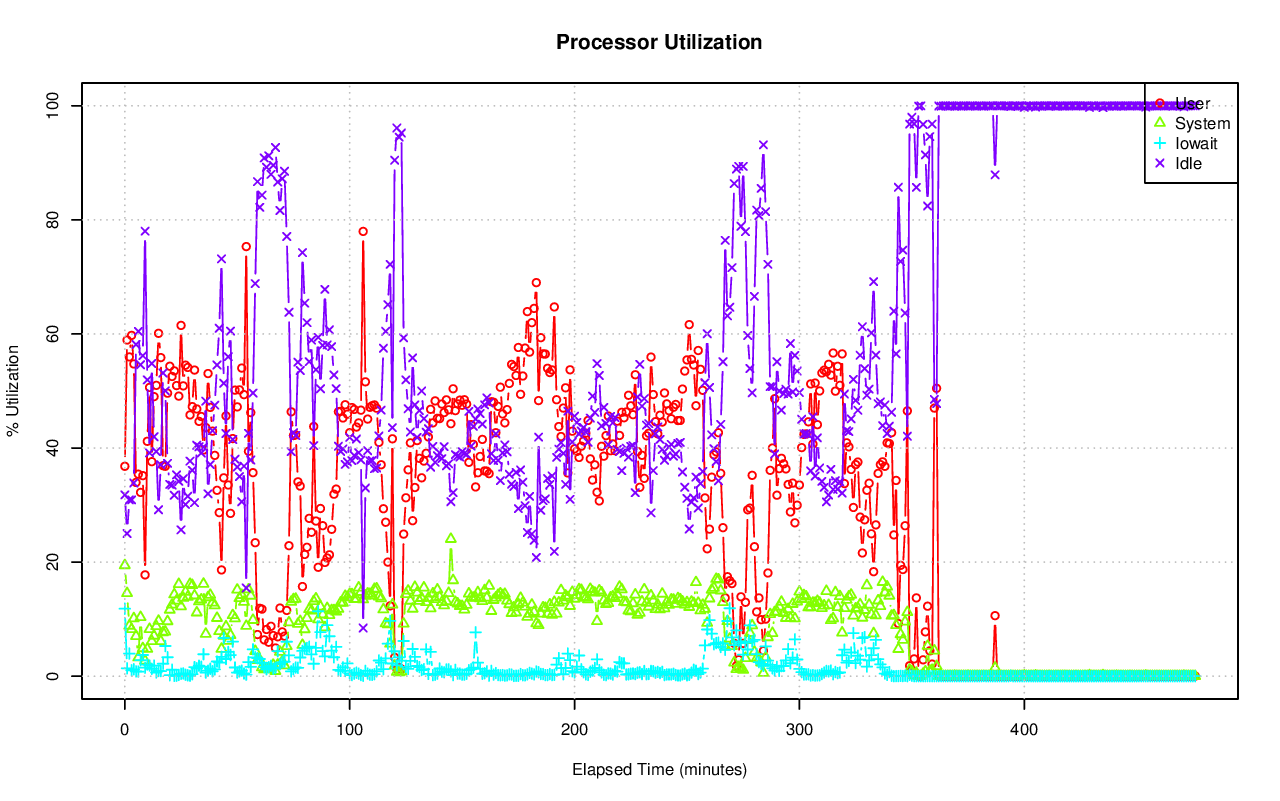 Processor Utilization
100
80
60
40
20
0
% Utilization
User
System
Iowait
Idle
0
100
200
300
400
Elapsed Time (minutes)